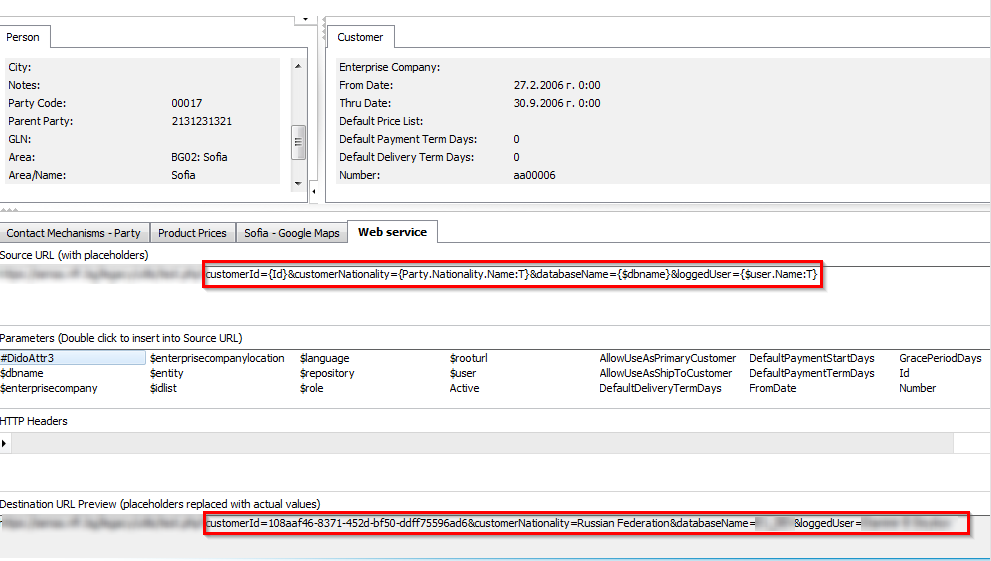 Person
City:
Notes:
Party Code: 00017
Parent Party: 2131231321
GLN:
Area: BG02: Sofia
Area/Name: Sofia
Customer
Enterprise Company:
From Date: 27.2.2006 г. 0:00
Thru Date: 30.9.2006 г. 0:00
Default Price List:
Default Payment Term Days: 0
Default Delivery Term Days: 0
Number: aa00006
Contact Mechanisms - Party Product Prices Sofia - Google Maps Web service
Source URL (with placeholders)
customerId={Id}&customerNationality={Party.Nationality.Name:T}&databaseName={$dbname}&loggedUser={$user.Name:T}
Parameters (Double click to insert into Source URL)
#DidoAttr3 $enterprisecompanylocation $language $rooturl AllowUseAsPrimaryCustomer DefaultPaymentStartDays GracePeriodDays
$dbname $entity $repository $user AllowUseAsShipToCustomer DefaultPaymentTermDays Id
$enterprisecompany $idlist $role Active DefaultDeliveryTermDays FromDate Number
HTTP Headers
Destination URL Preview (placeholders replaced with actual values)
customerId=108aaf46-8371-452d-bf50-ddff75596ad6&customerNationality=Russian Federation&databaseName= &loggedUser=